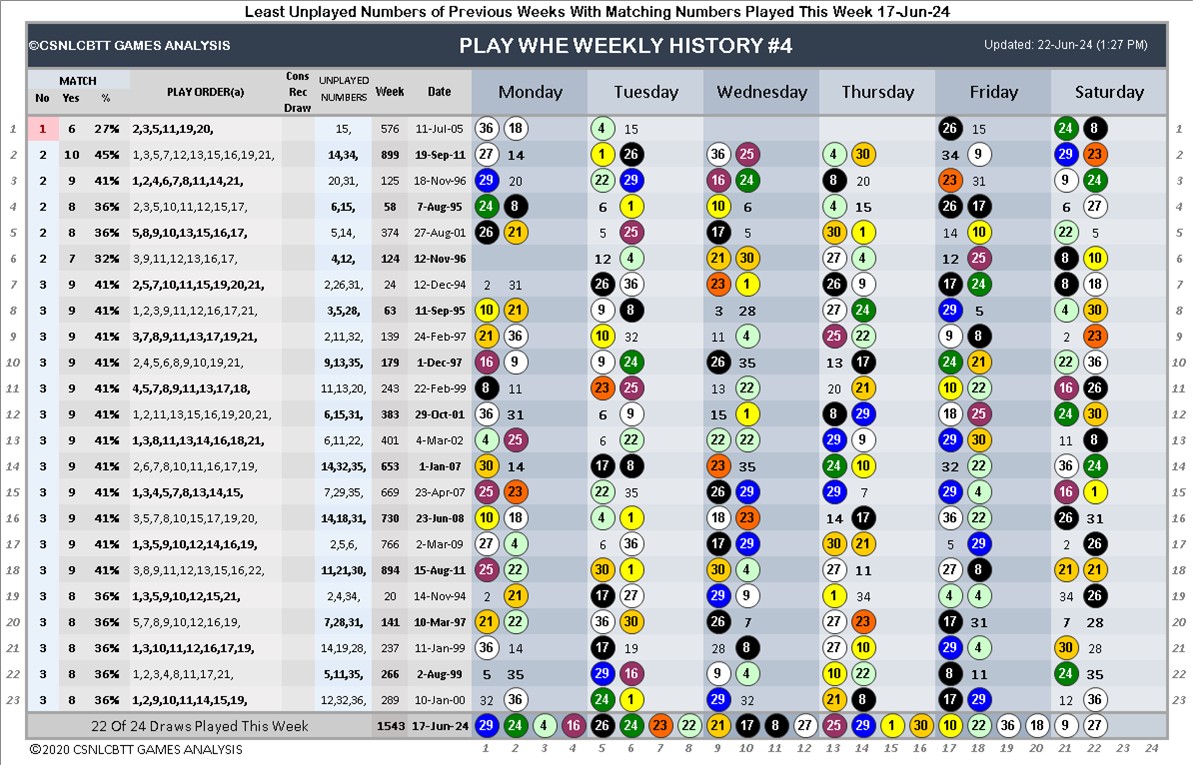 Least Unplayed Numbers of Previous Weeks With Matching Numbers Played This Week 17-Jun-24
©CSNLCBTT GAMES ANALYSIS PLAY WHE WEEKLY HISTORY #4 Updated: 22-Jun-24 (1:27 PM)
MATCH
No Yes % PLAY ORDER(a) Cons Rec Draw UNPLAYED NUMBERS Week Date Monday Tuesday Wednesday Thursday Friday Saturday
1 1 6 27% 2,3,5,11,19,20, 15, 576 11-Jul-05 36 18 4 15 26 15 24 8 1
2 2 10 45% 1,3,5,7,12,13,15,16,19,21, 14,34, 893 19-Sep-11 27 14 1 26 36 25 4 30 34 9 29 23 2
3 2 9 41% 1,2,4,6,7,8,11,14,21, 20,31, 125 18-Nov-96 29 20 22 29 16 24 8 20 23 31 9 24 3
4 2 8 36% 2,3,5,10,11,12,15,17, 6,15, 58 7-Aug-95 24 8 6 1 10 6 4 15 26 17 6 27 4
5 2 8 36% 5,8,9,10,13,15,16,17, 5,14, 374 27-Aug-01 26 21 5 25 17 5 30 1 14 10 22 5 5
6 2 7 32% 3,9,11,12,13,16,17, 4,12, 124 12-Nov-96 12 4 21 30 27 4 12 25 8 10 6
7 3 9 41% 2,5,7,10,11,15,19,20,21, 2,26,31, 24 12-Dec-94 2 31 26 36 23 1 26 9 17 24 8 18 7
8 3 9 41% 1,2,3,9,11,12,16,17,21, 3,5,28, 63 11-Sep-95 10 21 9 8 3 28 27 24 29 5 4 30 8
9 3 9 41% 3,7,8,9,11,13,17,19,21, 2,11,32, 139 24-Feb-97 21 36 10 32 11 4 25 22 9 8 2 23 9
10 3 9 41% 2,4,5,6,8,9,10,19,21, 9,13,35, 179 1-Dec-97 16 9 9 24 26 35 13 17 24 21 22 36 10
11 3 9 41% 4,5,7,8,9,11,13,17,18, 11,13,20, 243 22-Feb-99 8 11 23 25 13 22 20 21 10 22 16 26 11
12 3 9 41% 1,2,11,13,15,16,19,20,21, 6,15,31, 383 29-Oct-01 36 31 6 9 15 1 8 29 18 25 24 30 12
13 3 9 41% 1,3,8,11,13,14,16,18,21, 6,11,22, 401 4-Mar-02 4 25 6 22 22 22 29 9 29 30 11 8 13
14 3 9 41% 2,6,7,8,10,11,16,17,19, 14,32,35, 653 1-Jan-07 30 14 17 8 23 35 24 10 32 22 36 24 14
15 3 9 41% 1,3,4,5,7,8,13,14,15, 7,29,35, 669 23-Apr-07 25 23 22 35 26 29 29 7 29 4 16 1 15
16 3 9 41% 3,5,7,8,10,15,17,19,20, 14,18,31, 730 23-Jun-08 10 18 4 1 18 23 14 17 36 22 26 31 16
17 3 9 41% 1,3,5,9,10,12,14,16,19, 2,5,6, 766 2-Mar-09 27 4 6 36 17 29 30 21 5 29 2 26 17
18 3 9 41% 3,8,9,11,12,13,15,16,22, 11,21,30, 894 15-Aug-11 25 22 30 1 30 4 27 11 27 8 21 21 18
19 3 8 36% 1,3,5,9,10,12,15,21, 2,4,34, 20 14-Nov-94 2 21 17 27 29 9 1 34 4 4 34 26 19
20 3 8 36% 5,7,8,9,10,12,16,19, 7,28,31, 141 10-Mar-97 21 22 36 30 26 7 27 23 17 31 7 28 20
21 3 8 36% 1,3,10,11,12,16,17,19, 14,19,28, 237 11-Jan-99 36 14 17 19 28 8 27 10 29 4 30 28 21
22 3 8 36% 1,2,3,4,8,11,17,21, 5,11,35, 266 2-Aug-99 5 35 29 16 9 4 10 22 8 11 24 35 22
23 3 8 36% 1,2,9,10,11,14,15,19, 12,32,36, 289 10-Jan-00 32 36 24 1 29 32 21 8 17 29 12 36 23
22 Of 24 Draws Played This Week 1543 17-Jun-24 29 24 4 16 26 24 23 22 21 17 8 27 25 29 1 30 10 22 36 18 9 27
©2020 CSNLCBTT GAMES ANALYSIS 1 2 3 4 5 6 7 8 9 10 11 12 13 14 15 16 17 18 19 20 21 22 23 24